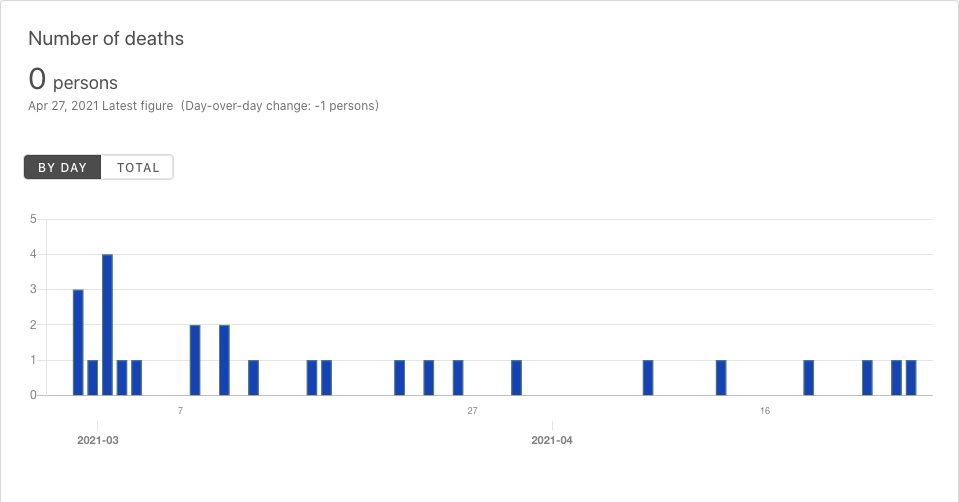 Number of deaths
0 persons
Apr 27, 2021 Latest figure (Day-over-day change: -1 persons)
BY DAY TOTAL
5
4
3
2
1
0
7 27 16
2021-03 2021-04